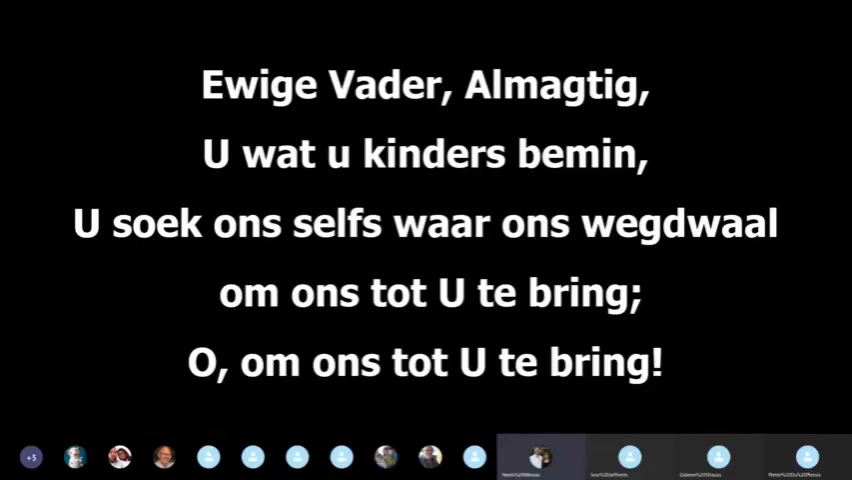 Ewige Vader, Almagtig,
U wat u kinders bemin,
U soek ons selfs waar ons wegdwaal
om ons tot U te bring;
O, om ons tot U te bring!
+5